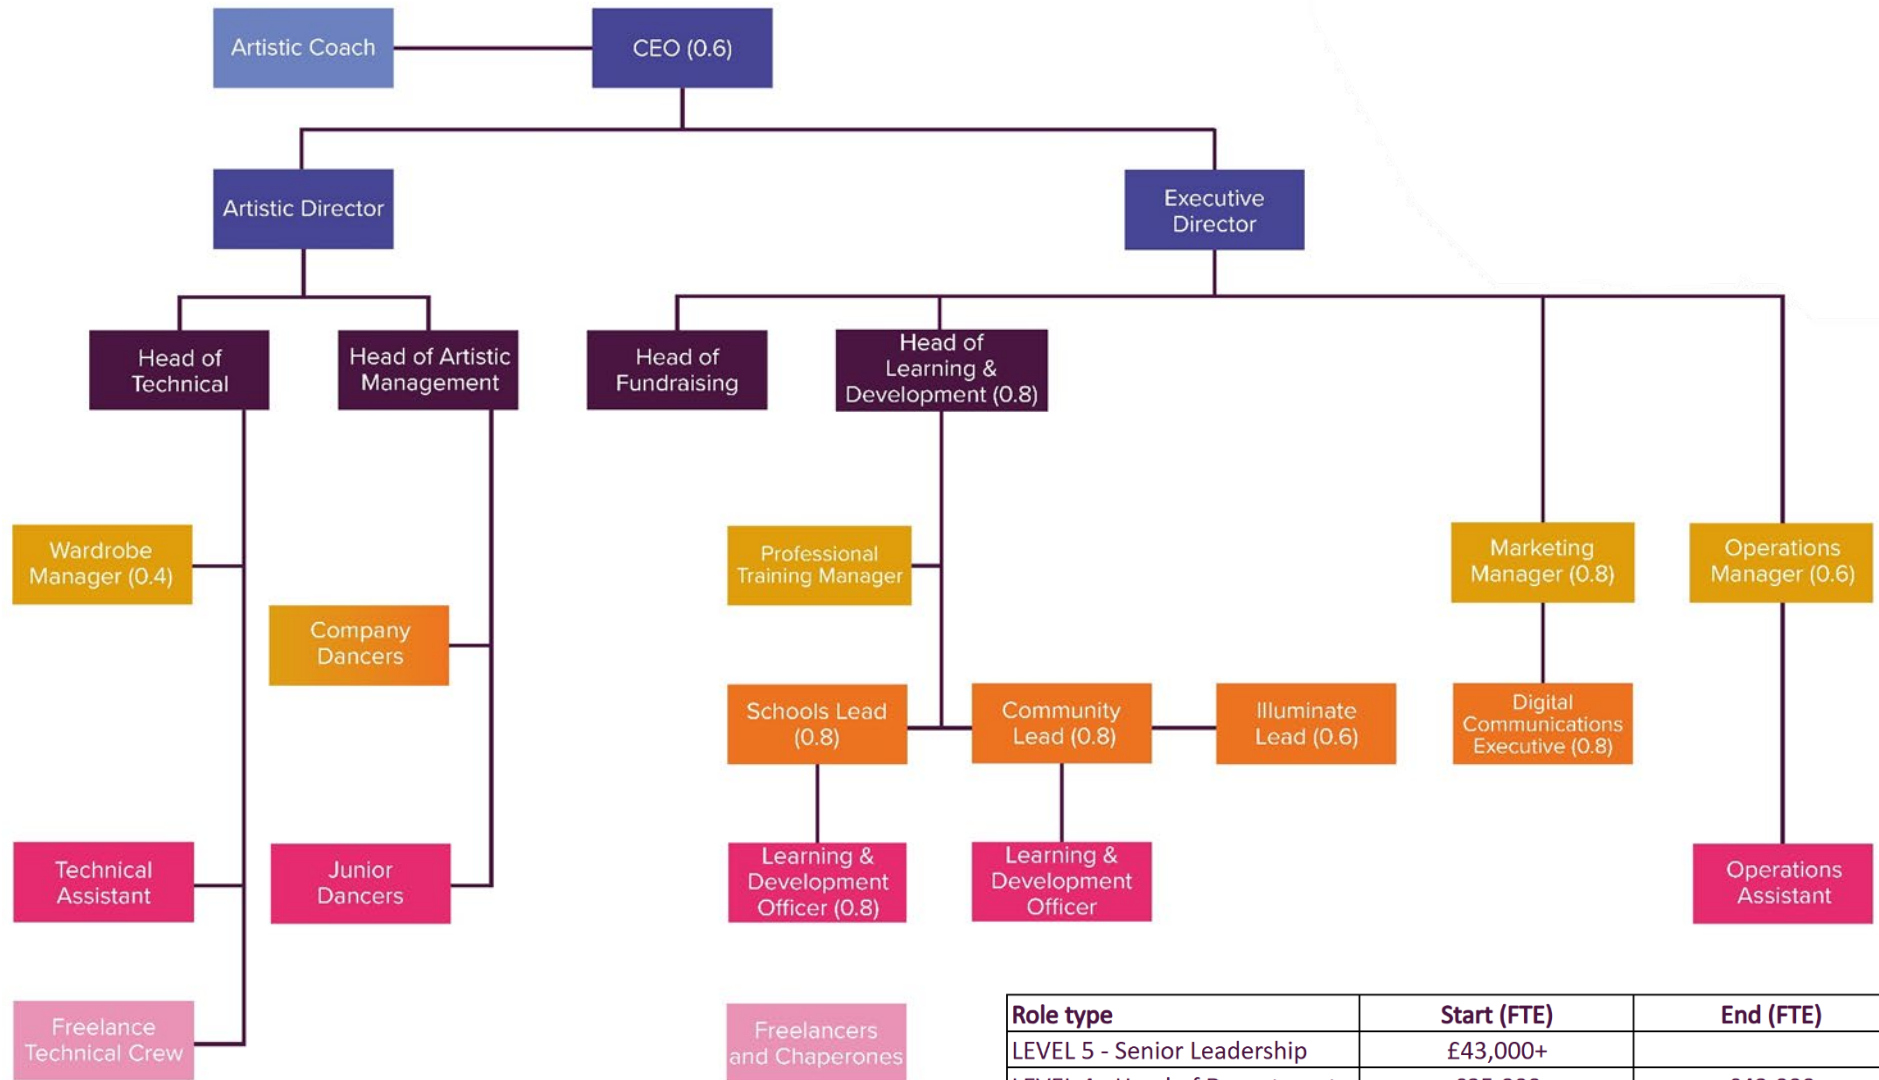 Artistic Coach
CEO (0.6)
Artistic Director
Executive
Director
Head of
Technical
Head of Artistic
Management
Head of
Fundraising
Head of
Learning &
Development (0.8)
Wardrobe
Manager (0.4)
Professional
Training Manager
Marketing
Manager (0.8)
Operations
Manager (0.6)
Company
Dancers
Schools Lead
(0.8)
Community
Lead (0.8)
Illuminate
Lead (0.6)
Digital
Communications
Executive (0.8)
Technical
Assistant
Junior
Dancers
Learning &
Development
Officer (0.8)
Learning &
Development
Officer
Operations
Assistant
Freelance
Technical Crew
Freelancers
and Chaperones
Role type Start (FTE) End (FTE)
LEVEL 5 - Senior Leadership £43,000+